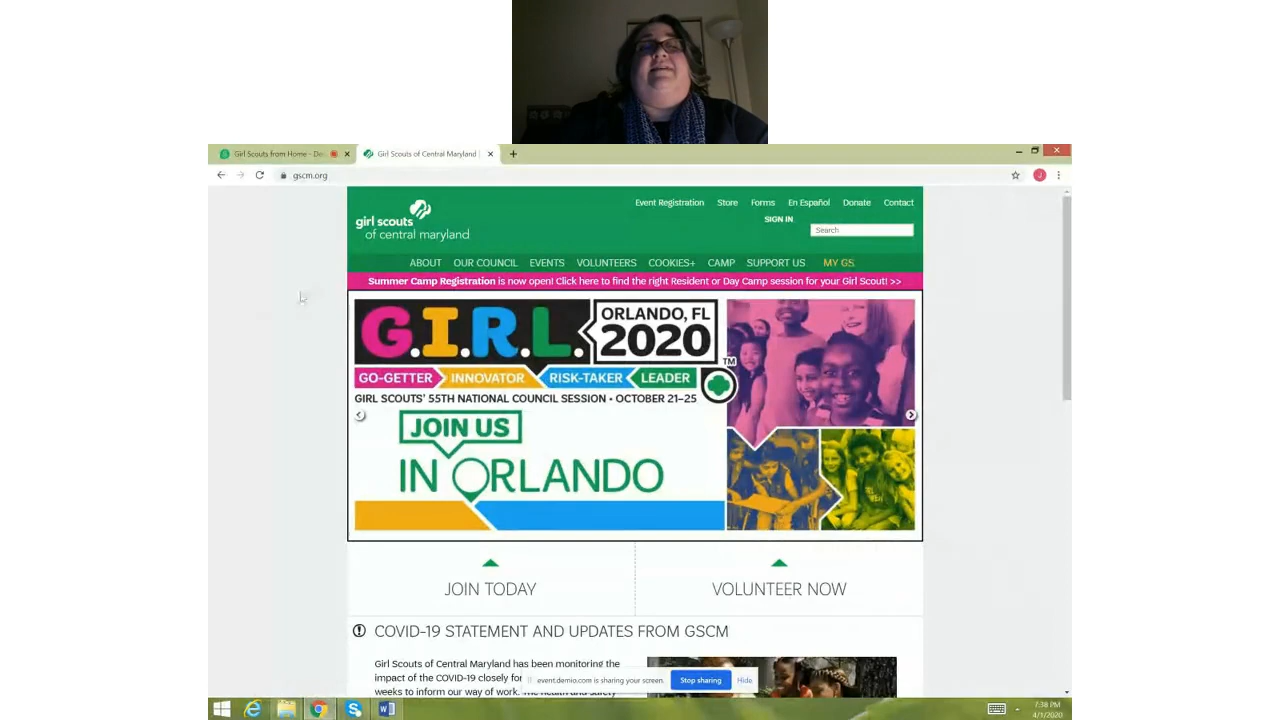 Girl Scouts from Home - De
Girl Scouts of Central Maryland |
gscm.org
J
girl scouts
of central maryland
Event Registration Store Forms En Español Donate Contact
SIGN IN
Search
ABOUT OUR COUNCIL EVENTS VOLUNTEERS COOKIES+ CAMP SUPPORT US MY GS
Summer Camp Registration is now open! Click here to find the right Resident or Day Camp session for your Girl Scout! >>
G.I.R.L.
ORLANDO, FL
2020
TM
GO-GETTER INNOVATOR RISK-TAKER LEADER
GIRL SCOUTS' 55TH NATIONAL COUNCIL SESSION • OCTOBER 21–25
JOIN US
IN ORLANDO
JOIN TODAY
VOLUNTEER NOW
COVID-19 STATEMENT AND UPDATES FROM GSCM
Girl Scouts of Central Maryland has been monitoring the
impact of the COVID-19 closely for
weeks to inform our way of work. The health and safety
event.demio.com is sharing your screen. Stop sharing Hide
7:38 PM
4/1/2020